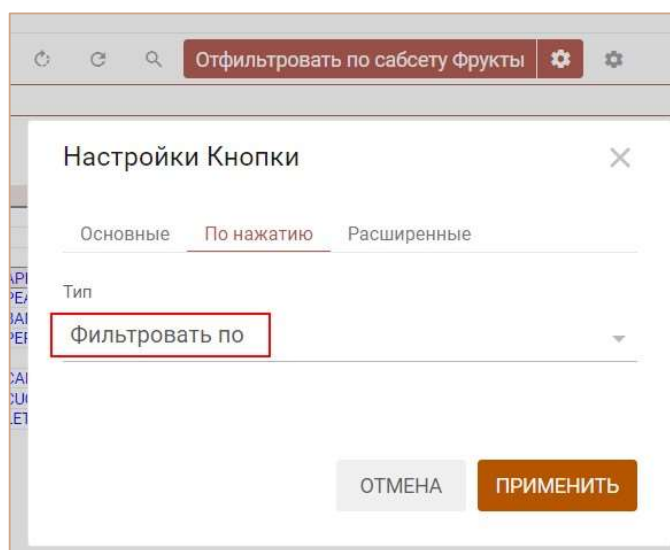 Отфильтровать по сабсету Фрукты
Настройки Кнопки
Основные По нажатию Расширенные
Тип
Фильтровать по
ОТМЕНА ПРИМЕНИТЬ